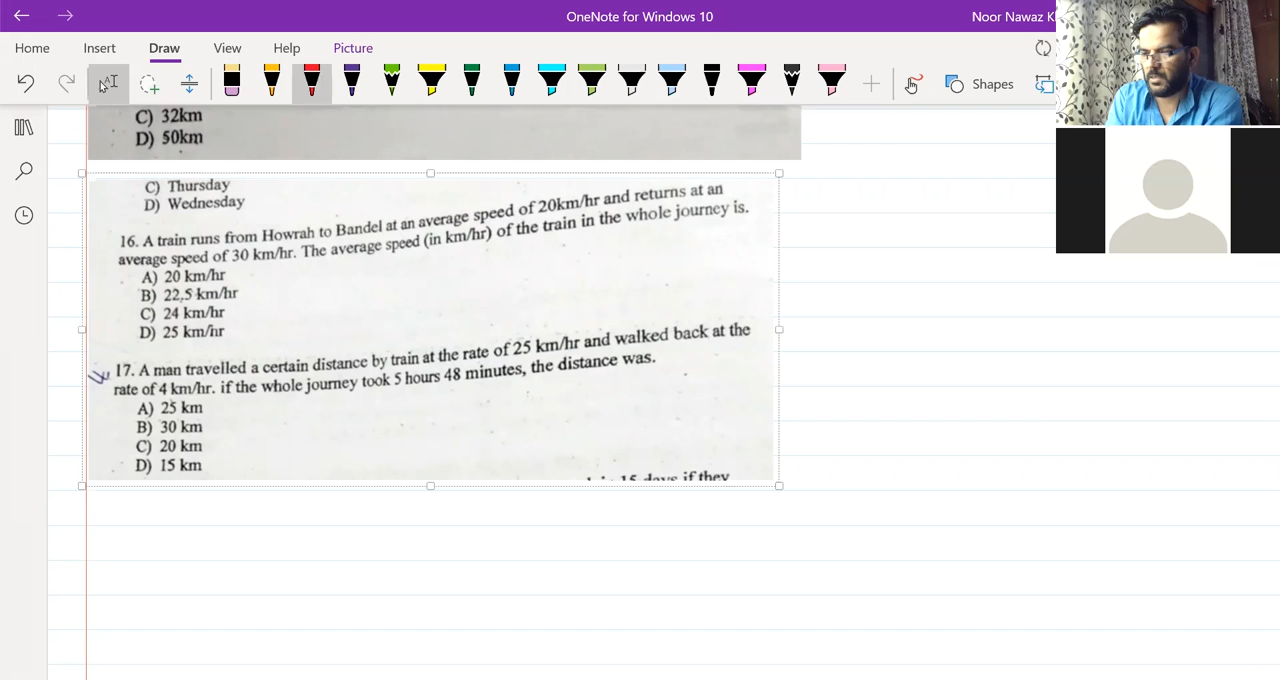 OneNote for Windows 10
Noor Nawaz K
Home Insert Draw View Help Picture
Shapes
C) 32km
D) 50km
C) Thursday
D) Wednesday
16. A train runs from Howrah to Bandel at an average speed of 20km/hr and returns at an
average speed of 30 km/hr. The average speed (in km/hr) of the train in the whole journey is.
A) 20 km/hr
B) 22.5 km/hr
C) 24 km/hr
D) 25 km/hr
17. A man travelled a certain distance by train at the rate of 25 km/hr and walked back at the
rate of 4 km/hr. if the whole journey took 5 hours 48 minutes, the distance was.
A) 25 km
B) 30 km
C) 20 km
D) 15 km
15 days if they